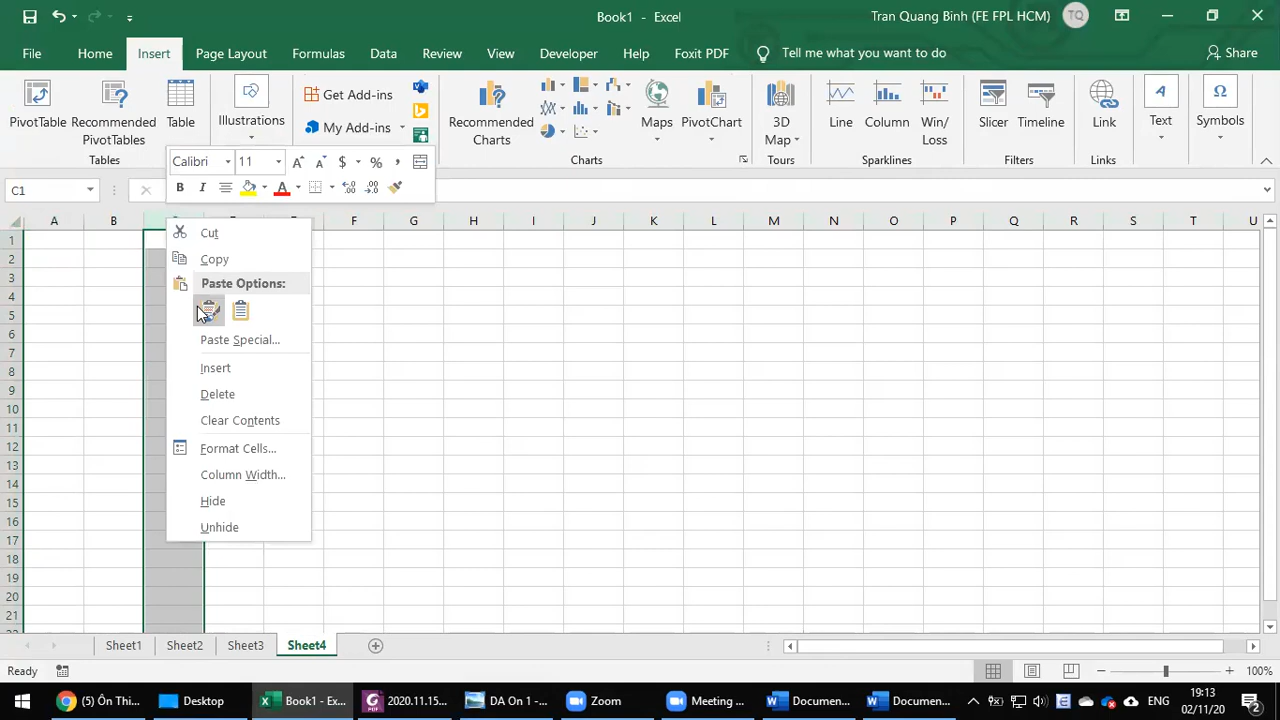 Book1 - Excel
Tran Quang Binh (FE FPL HCM)
TQ
File Home Insert Page Layout Formulas Data Review View Developer Help Foxit PDF Tell me what you want to do Share
PivotTable
Recommended
PivotTables
Table
Tables
Illustrations
Get Add-ins
My Add-ins
Recommended
Charts
Maps
PivotChart
Charts
3D
Map
Tours
Line
Column
Win/
Loss
Sparklines
Slicer
Timeline
Filters
Link
Links
Text
Symbols
Calibri 11 $ % ,
B I A
C1
A B F G H I J K L M N O P Q R S T U
1
2
3
4
5
6
7
8
9
10
11
12
13
14
15
16
17
18
19
20
21
Cut
Copy
Paste Options:
Paste Special...
Insert
Delete
Clear Contents
Format Cells...
Column Width...
Hide
Unhide
Sheet1 Sheet2 Sheet3 Sheet4
Ready
100%
(5) Ôn Thi... Desktop Book1 - Ex... 2020.11.15... DA On 1 -... Zoom Meeting ... Documen... Documen... ENG
19:13
02/11/20
2